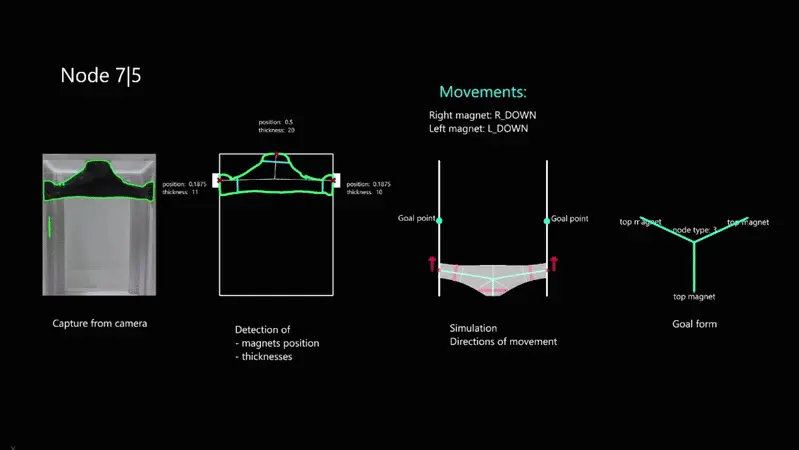 Node 7|5
Movements:
Right magnet: R_DOWN
Left magnet: L_DOWN
position: 0.5
thickness: 20
position: 0.1875
thickness: 11
position: 0.1875
thickness: 10
Goal point
Goal point
top magnet
top magnet
node type: 3
top magnet
Capture from camera
Detection of
- magnets position
- thicknesses
Simulation
Directions of movement
Goal form